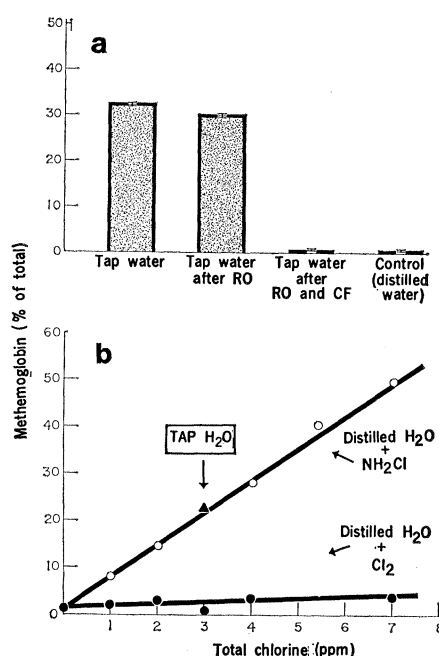 50
a
40
30
20
10
0
Tap water
Tap water
after RO
Tap water
after
RO and CF
Control
(distilled
water)
Methemoglobin (% of total)
60
b
50
40
30
20
10
0
TAP H2O
Distilled H2O
+
NH2Cl
Distilled H2O
+
Cl2
1 2 3 4 5 6 7 8
Total chlorine (ppm)